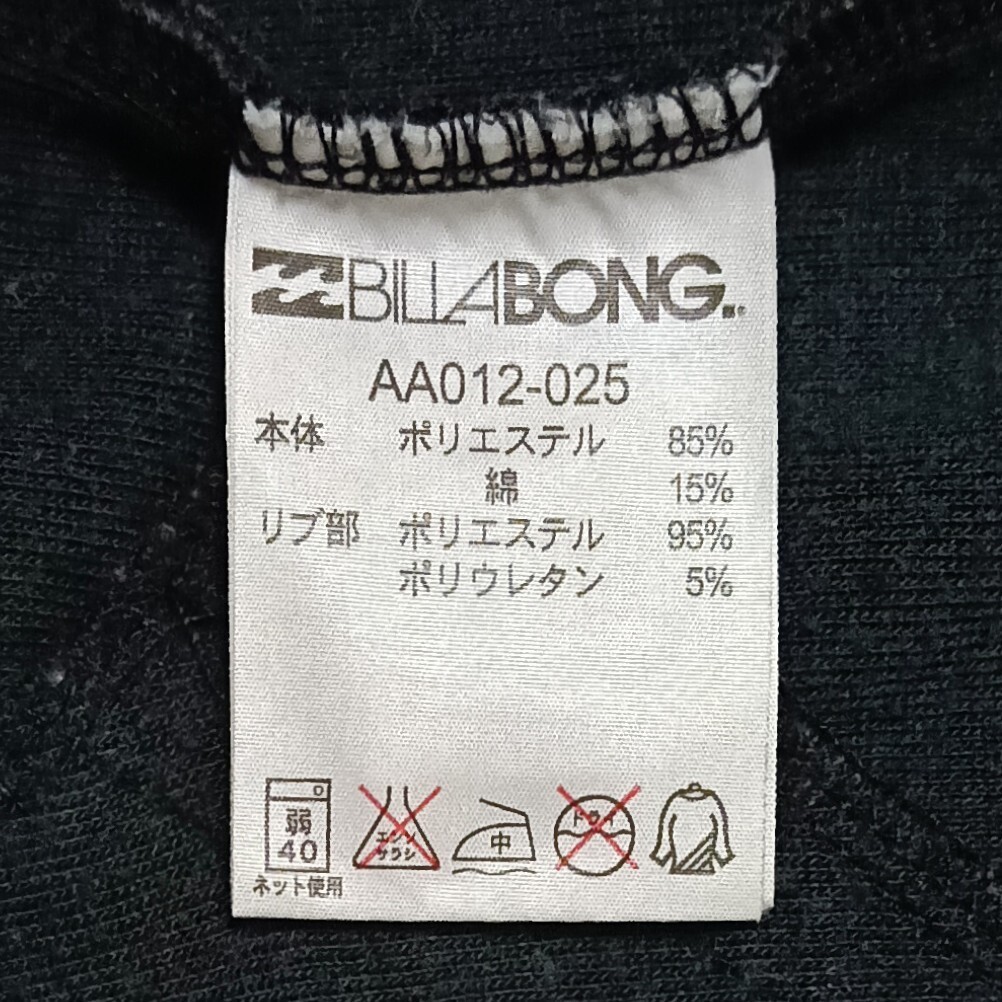 BILLABONG.®
AA012-025
本体 ポリエステル 85%
綿 15%
リブ部 ポリエステル 95%
ポリウレタン 5%
弱
40
ネット使用
エンソ
サラシ
中
ドライ